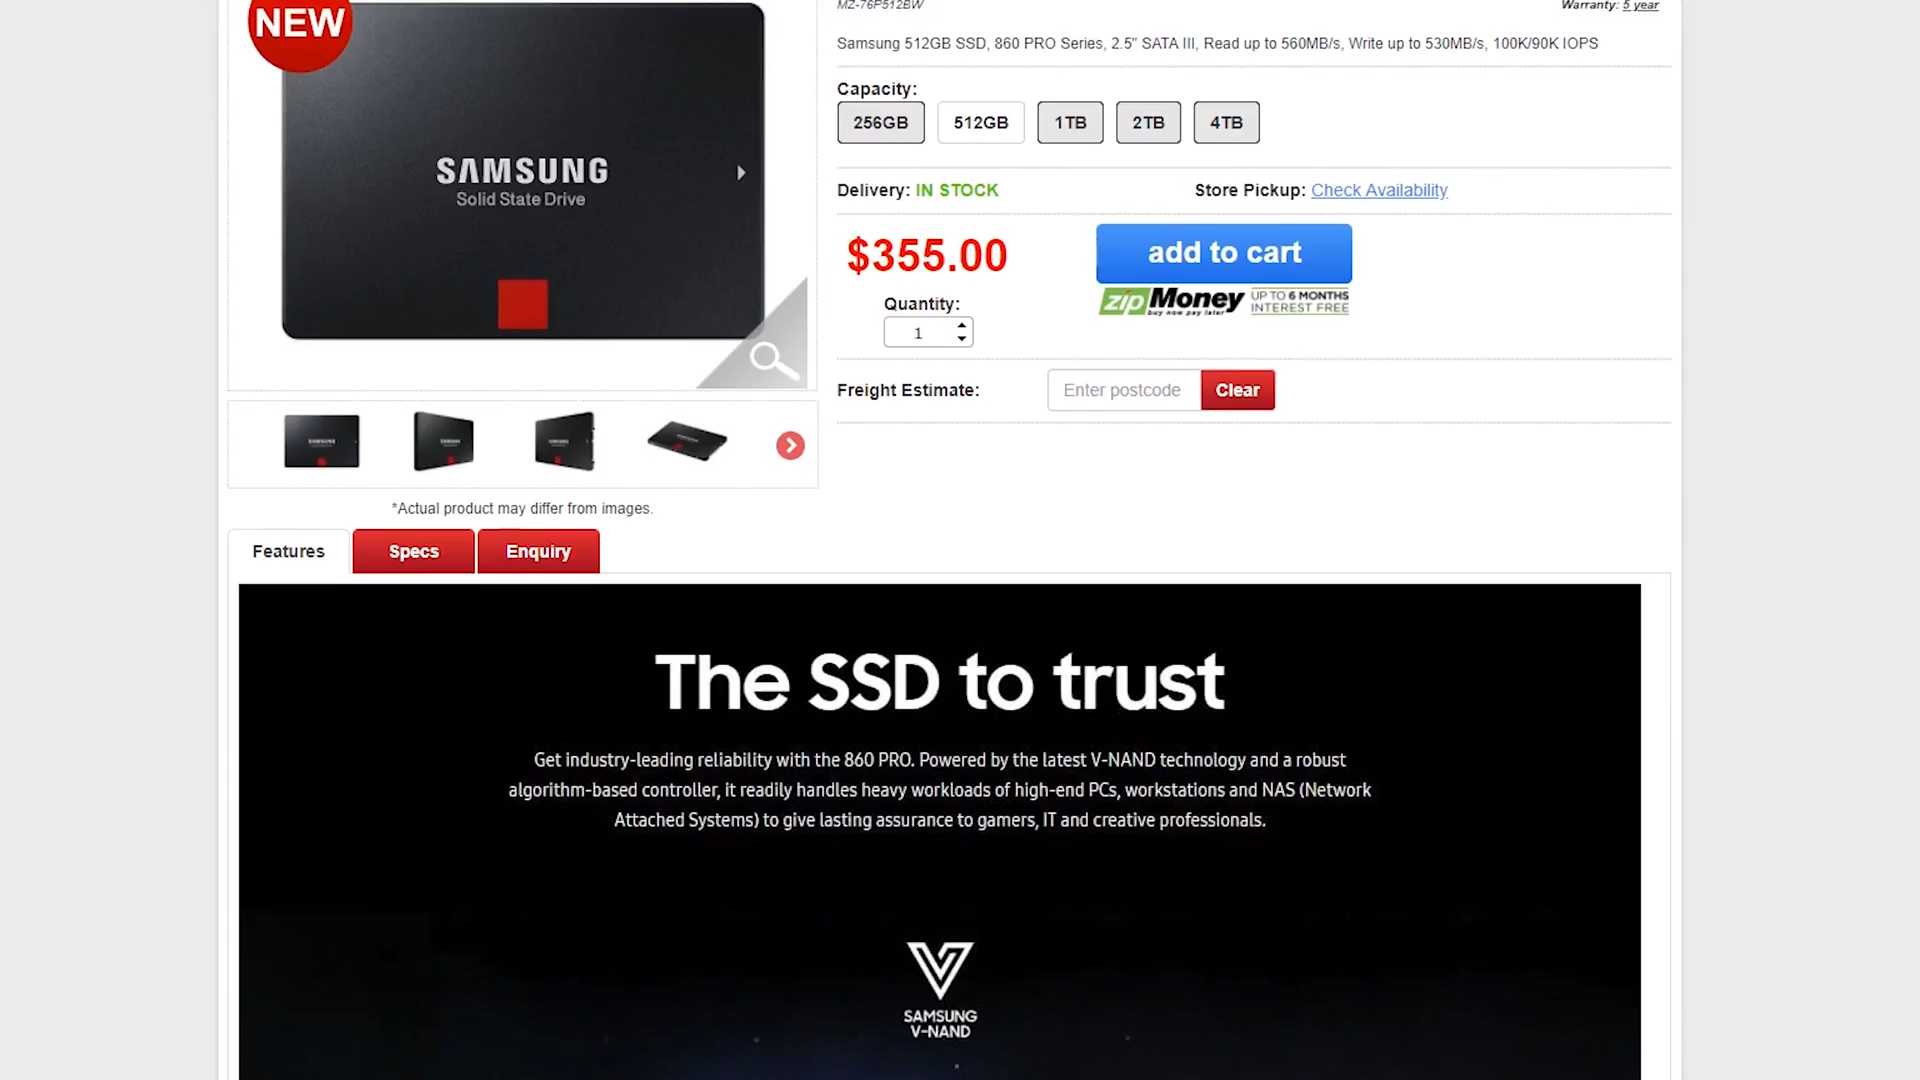 NEW
MZ-76P512BW
Warranty: 5 year
Samsung 512GB SSD, 860 PRO Series, 2.5" SATA III, Read up to 560MB/s, Write up to 530MB/s, 100K/90K IOPS
Capacity:
256GB 512GB 1TB 2TB 4TB
SAMSUNG
Solid State Drive
Delivery: IN STOCK
Store Pickup: Check Availability
$355.00
add to cart
zipMoney
buy now pay later
UP TO 6 MONTHS
INTEREST FREE
Quantity:
1
Freight Estimate:
Enter postcode
Clear
*Actual product may differ from images.
Features Specs Enquiry
The SSD to trust
Get industry-leading reliability with the 860 PRO. Powered by the latest V-NAND technology and a robust
algorithm-based controller, it readily handles heavy workloads of high-end PCs, workstations and NAS (Network
Attached Systems) to give lasting assurance to gamers, IT and creative professionals.
SAMSUNG
V-NAND